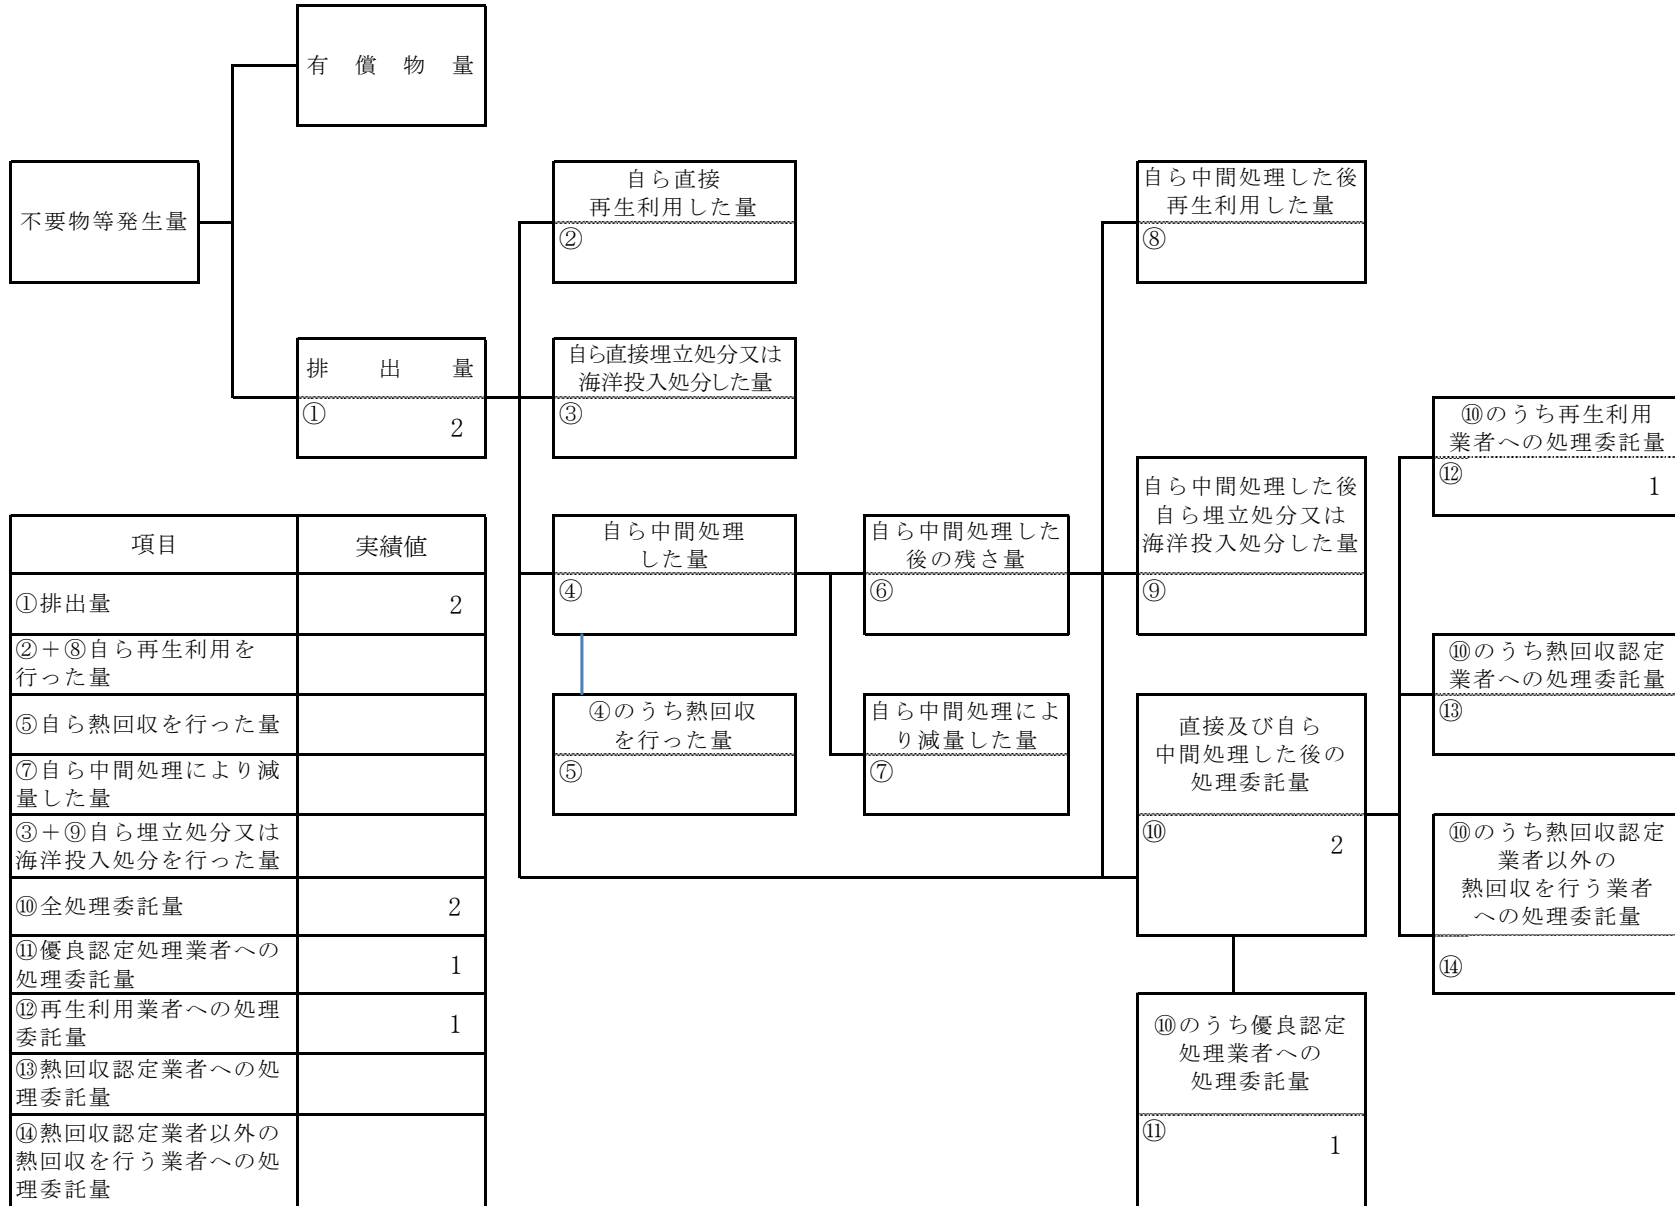 有償物量
不要物等発生量
自ら直接
再生利用した量
②
自ら中間処理した後
再生利用した量
⑧
排出量
①
2
自ら直接埋立処分又は
海洋投入処分した量
③
⑩のうち再生利用
業者への処理委託量
⑫
1
自ら中間処理
した量
④
自ら中間処理した
後の残さ量
⑥
自ら中間処理した後
自ら埋立処分又は
海洋投入処分した量
⑨
④のうち熱回収
を行った量
⑤
自ら中間処理によ
り減量した量
⑦
直接及び自ら
中間処理した後の
処理委託量
⑩
2
⑩のうち熱回収認定
業者への処理委託量
⑬
⑩のうち熱回収認定
業者以外の
熱回収を行う業者
への処理委託量
⑭
⑩のうち優良認定
処理業者への
処理委託量
⑪
1
項目
実績値
①排出量
2
②+⑧自ら再生利用を
行った量
⑤自ら熱回収を行った量
⑦自ら中間処理により減
量した量
③+⑨自ら埋立処分又は
海洋投入処分を行った量
⑩全処理委託量
2
⑪優良認定処理業者への
処理委託量
1
⑫再生利用業者への処理
委託量
1
⑬熱回収認定業者への処
理委託量
⑭熱回収認定業者以外の
熱回収を行う業者への処
理委託量